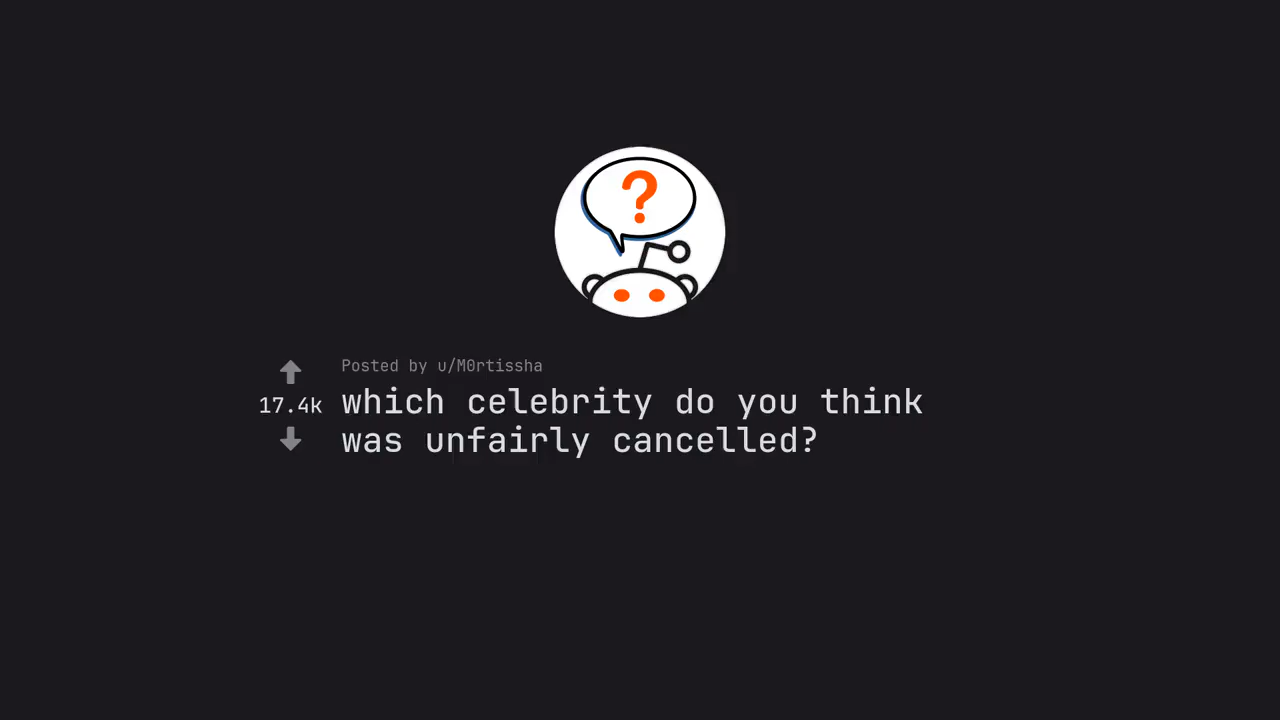 ?
Posted by u/M0rtissha
17.4k
which celebrity do you think
was unfairly cancelled?